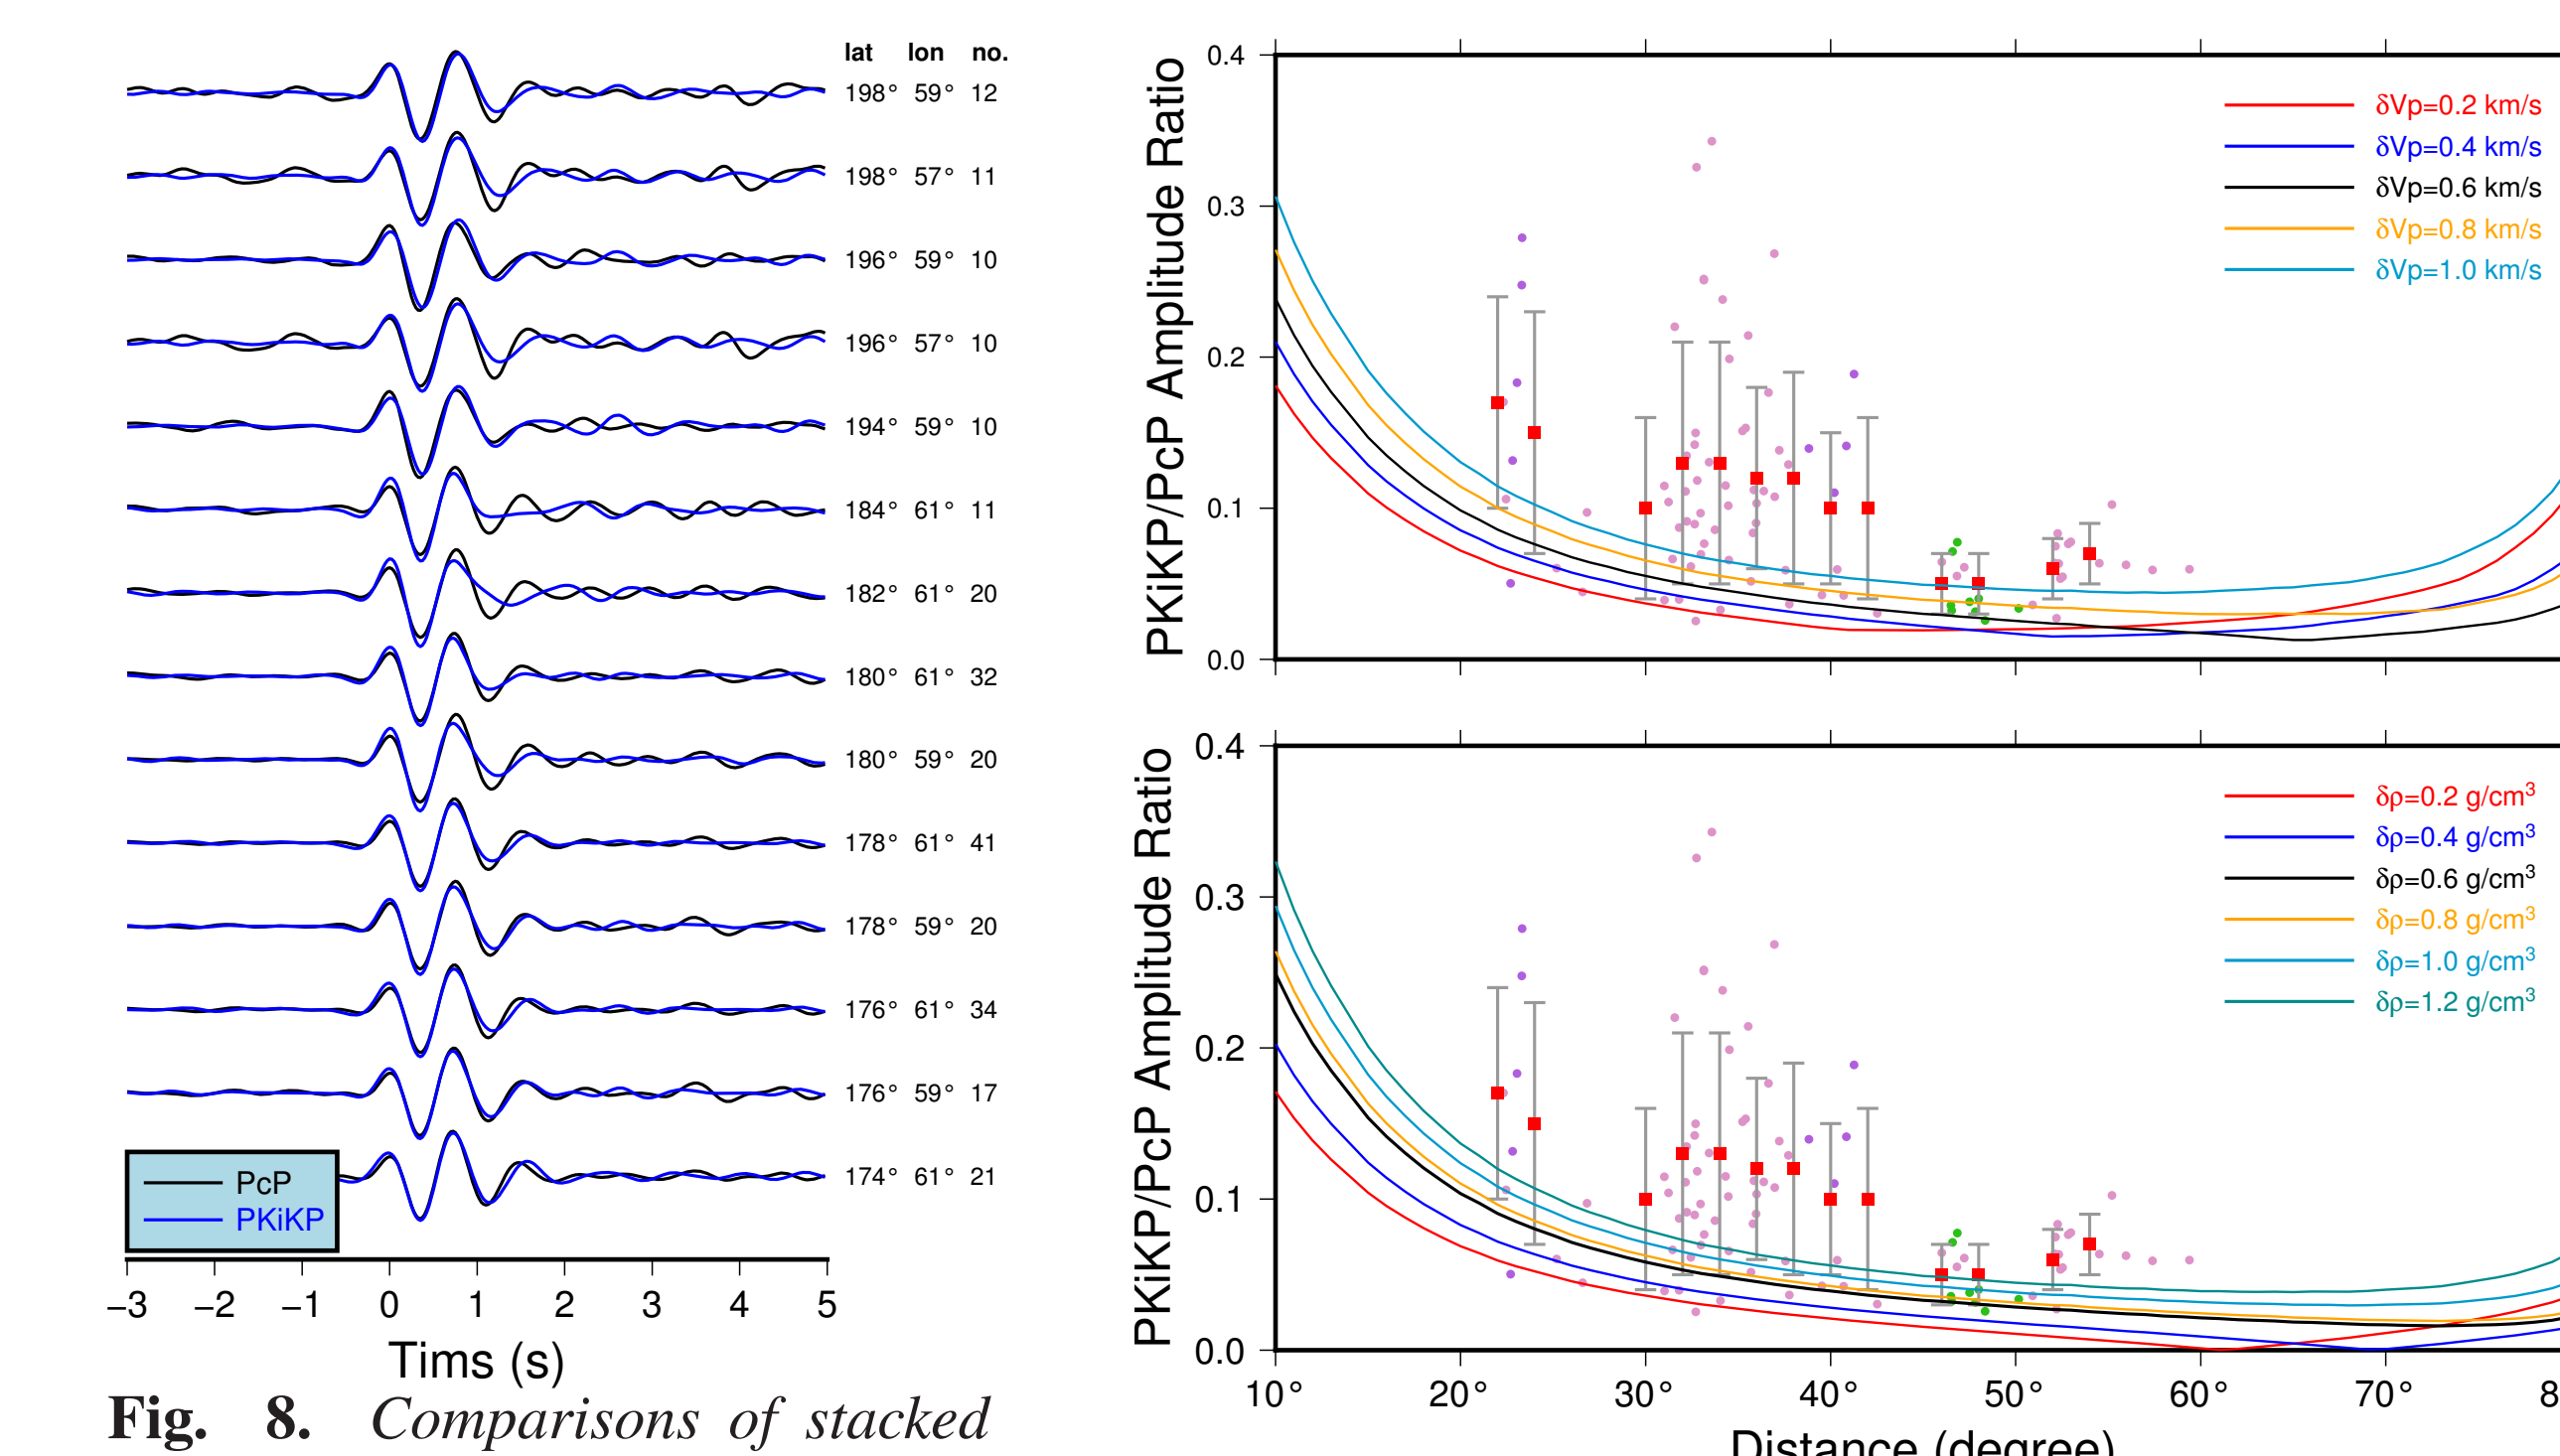 lat lon no.
198° 59° 12
198° 57° 11
196° 59° 10
196° 57° 10
194° 59° 10
184° 61° 11
182° 61° 20
180° 61° 32
180° 59° 20
178° 61° 41
178° 59° 20
176° 61° 34
176° 59° 17
174° 61° 21
PcP
PKiKP
−3 −2 −1 0 1 2 3 4 5
Tims (s)
Fig. 8. Comparisons of stacked
PKiKP/PcP Amplitude Ratio
0.4
0.3
0.2
0.1
0.0
δVp=0.2 km/s
δVp=0.4 km/s
δVp=0.6 km/s
δVp=0.8 km/s
δVp=1.0 km/s
PKiKP/PcP Amplitude Ratio
0.4
0.3
0.2
0.1
0.0
δρ=0.2 g/cm³
δρ=0.4 g/cm³
δρ=0.6 g/cm³
δρ=0.8 g/cm³
δρ=1.0 g/cm³
δρ=1.2 g/cm³
10° 20° 30° 40° 50° 60° 70° 8
Distance (degree)